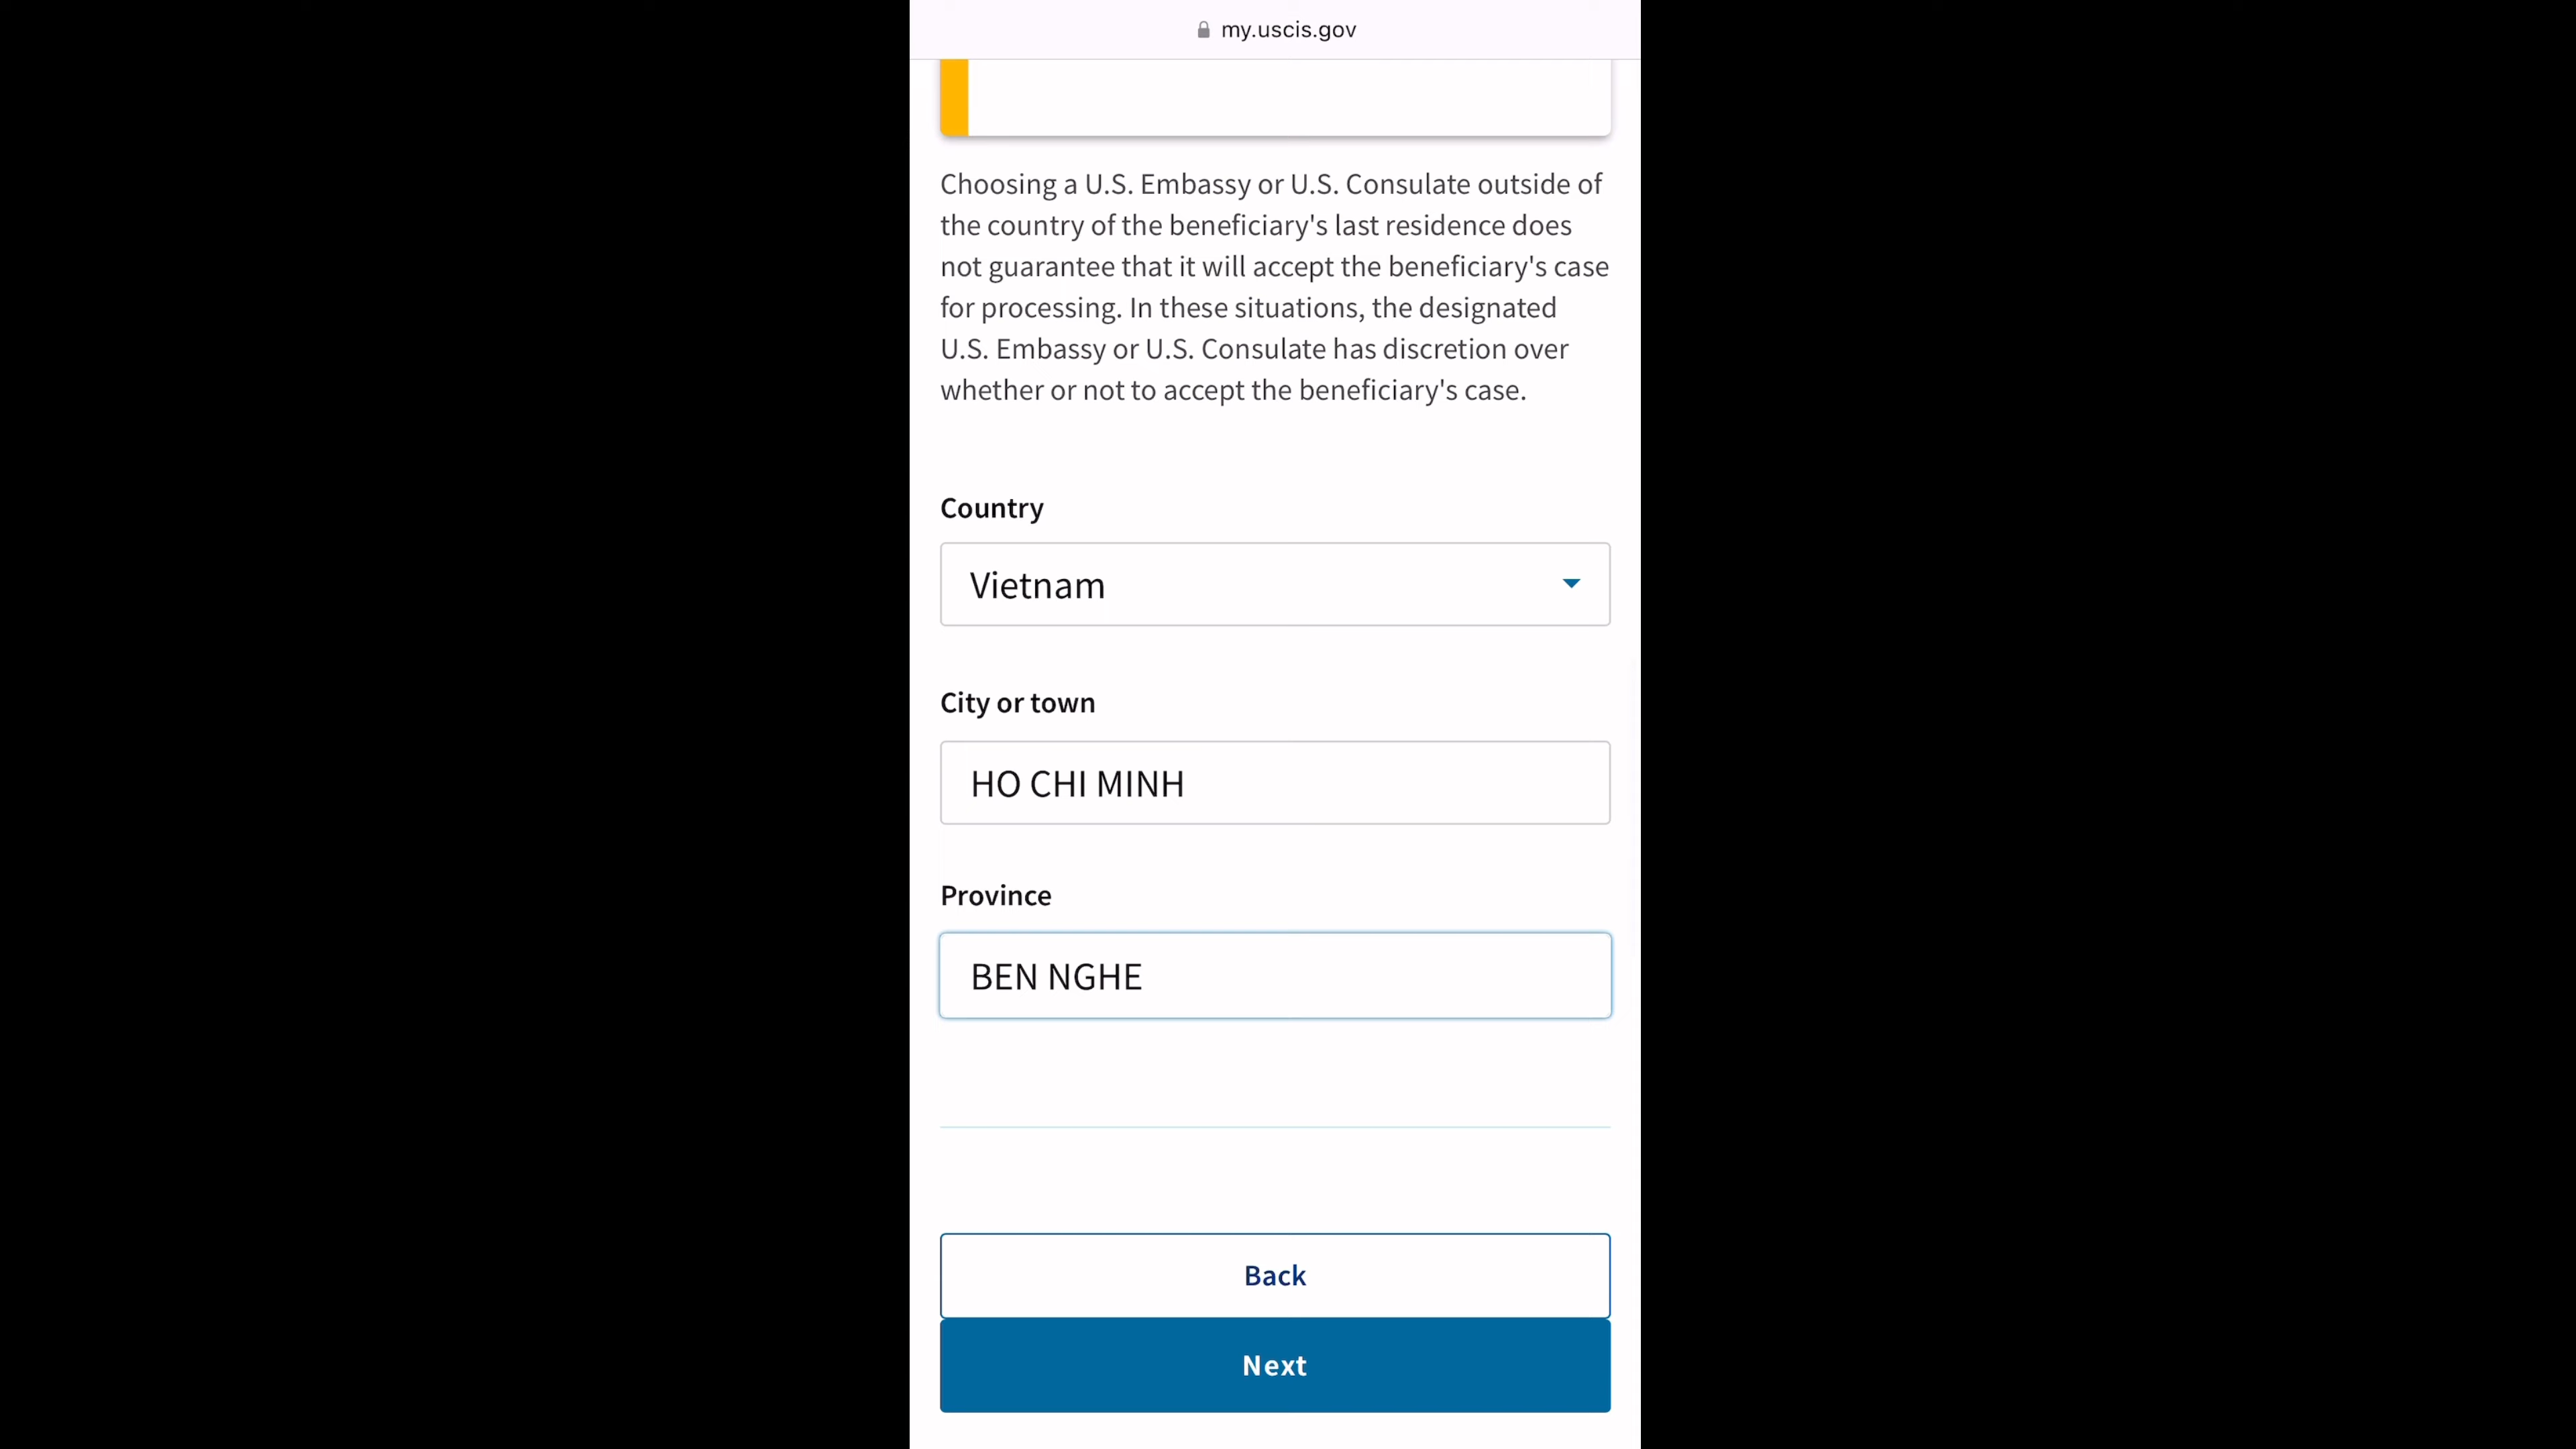 my.uscis.gov
Choosing a U.S. Embassy or U.S. Consulate outside of
the country of the beneficiary's last residence does
not guarantee that it will accept the beneficiary's case
for processing. In these situations, the designated
U.S. Embassy or U.S. Consulate has discretion over
whether or not to accept the beneficiary's case.
Country
Vietnam
City or town
HO CHI MINH
Province
BEN NGHE
Back
Next